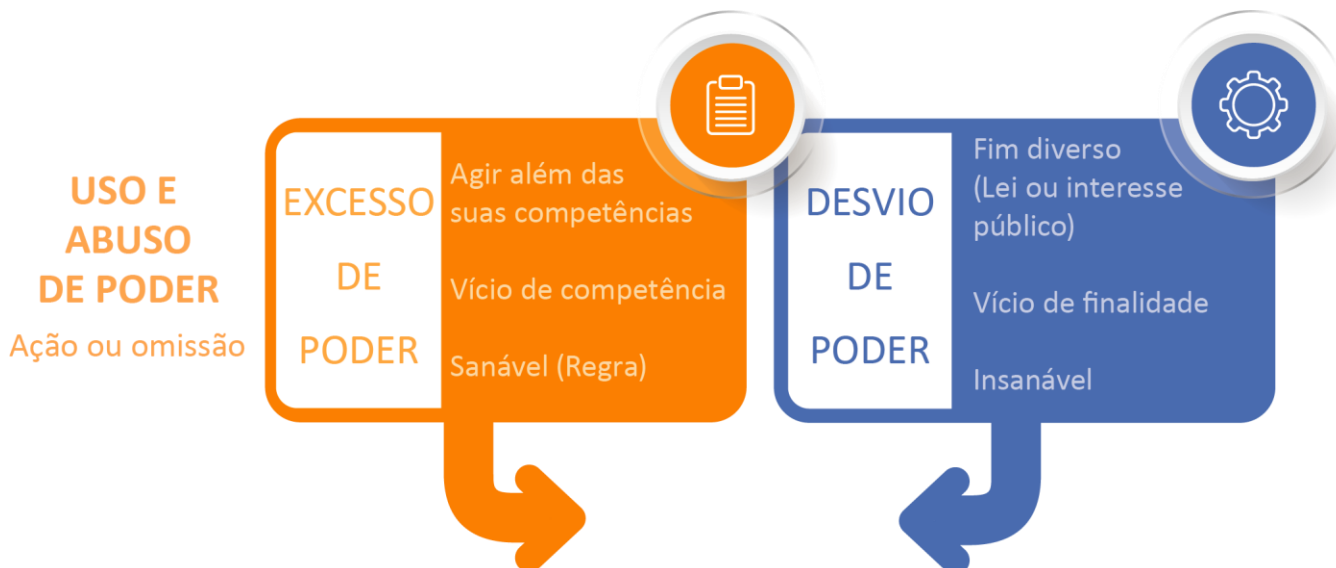 USO E
ABUSO
DE PODER
Ação ou omissão
EXCESSO
DE
PODER
Agir além das
suas competências
Vício de competência
Sanável (Regra)
DESVIO
DE
PODER
Fim diverso
(Lei ou interesse
público)
Vício de finalidade
Insanável